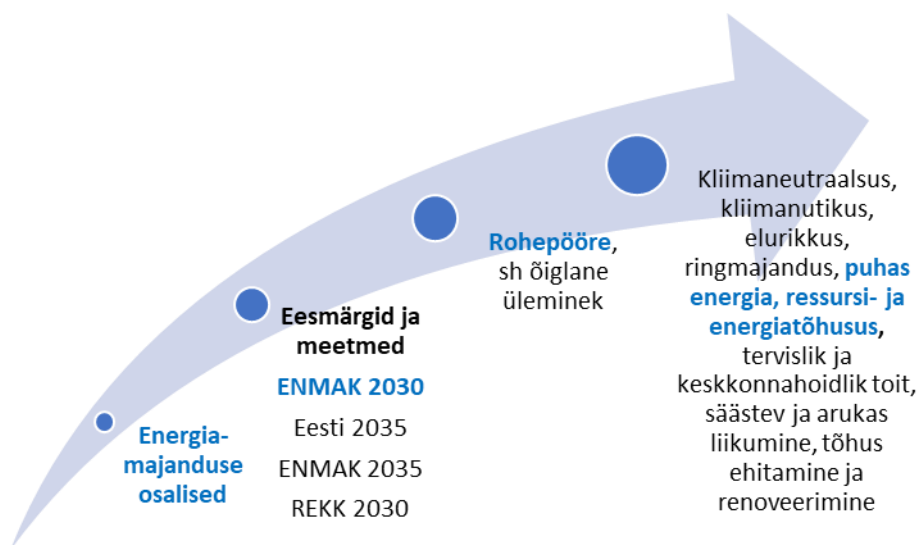 Energia-
majanduse
osalised
Eesmärgid ja
meetmed
ENMAK 2030
Eesti 2035
ENMAK 2035
REKK 2030
Rohepööre,
sh õiglane
üleminek
Kliimaneutraalsus,
kliimanutikus,
elurikkus,
ringmajandus, puhas
energia, ressursi- ja
energiatõhusus,
tervislik ja
keskkonnahoidlik toit,
säästev ja arukas
liikumine, tõhus
ehitamine ja
renoveerimine